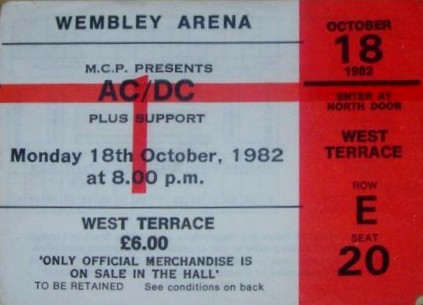 WEMBLEY ARENA
M.C.P. PRESENTS
AC/DC
PLUS SUPPORT
Monday 18th October, 1982
at 8.00 p.m.
WEST TERRACE
£6.00
'ONLY OFFICIAL MERCHANDISE IS
ON SALE IN THE HALL'
TO BE RETAINED See conditions on back
OCTOBER
18
1982
ENTER AT
NORTH DOOR
WEST
TERRACE
ROW
E
SEAT
20
1